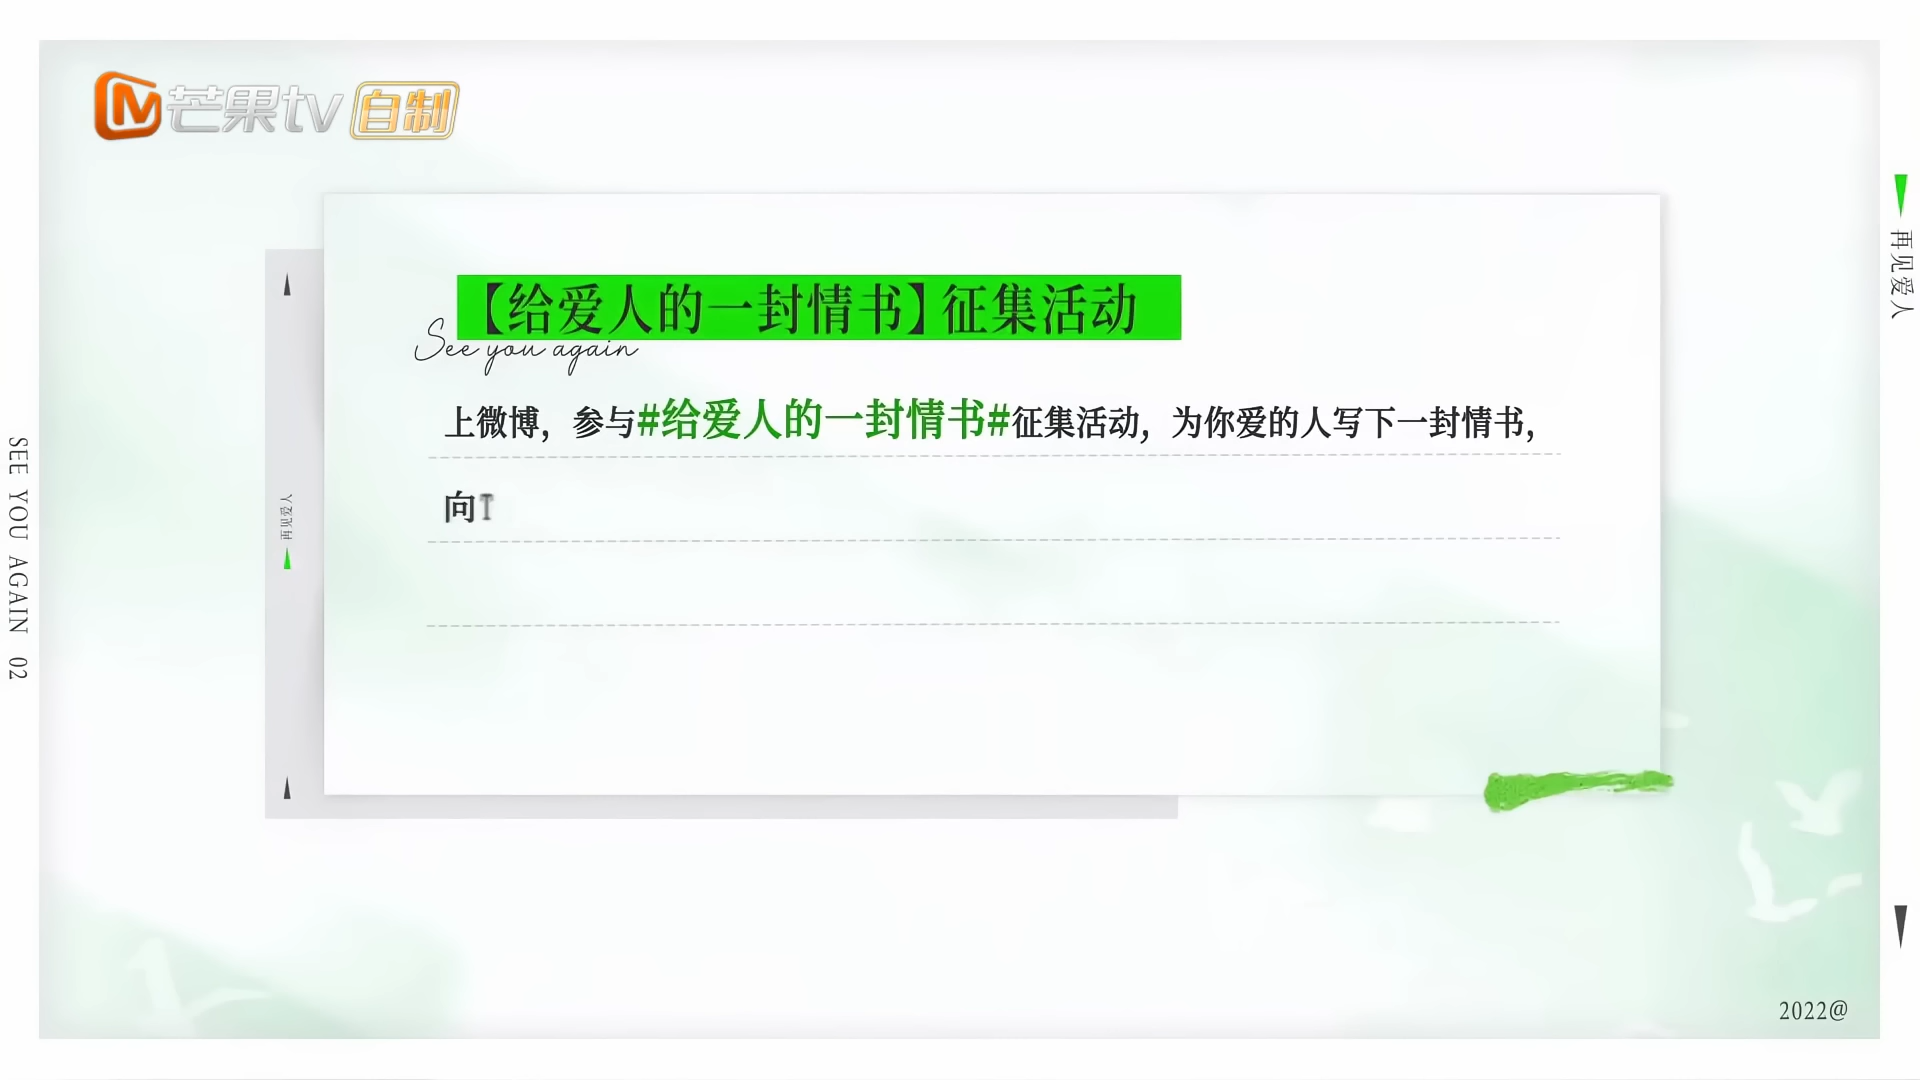 芒果tv 自制
【给爱人的一封情书】征集活动
See you again
上微博，参与#给爱人的一封情书#征集活动，为你爱的人写下一封情书，
向
再见爱人
再见爱人
SEE YOU AGAIN 02
2022@